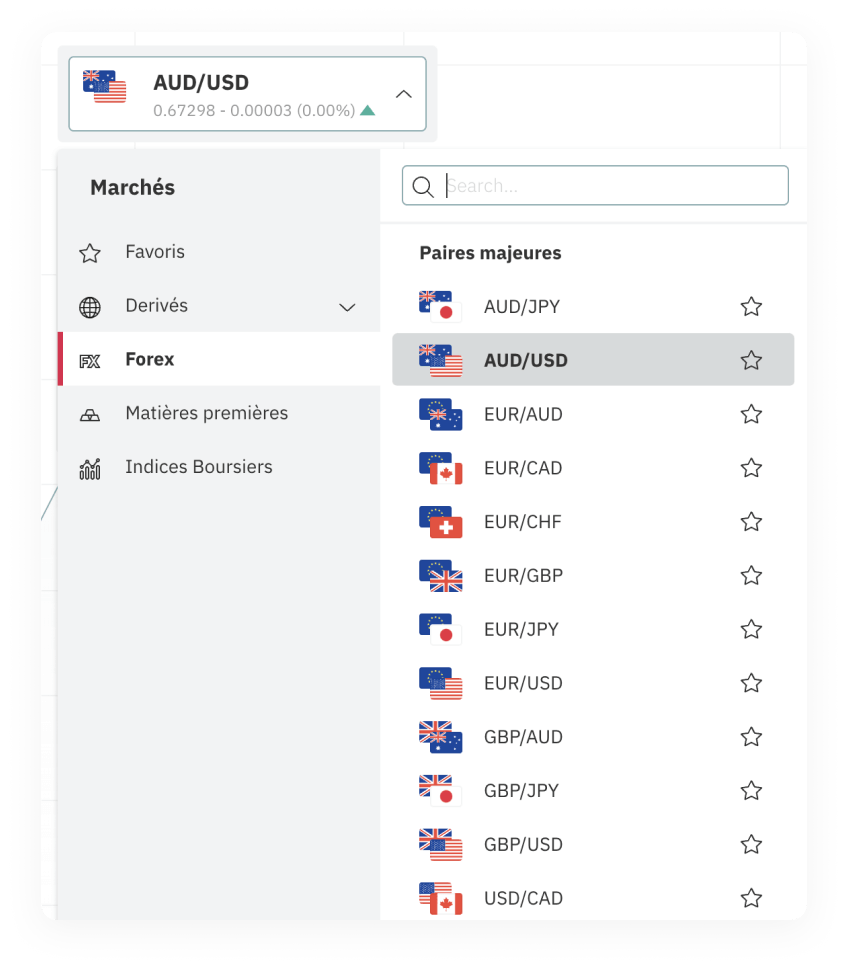 AUD/USD
0.67298 - 0.00003 (0.00%)
Marchés
Search...
Favoris
Derivés
FX Forex
Matières premières
Indices Boursiers
Paires majeures
AUD/JPY
AUD/USD
EUR/AUD
EUR/CAD
EUR/CHF
EUR/GBP
EUR/JPY
EUR/USD
GBP/AUD
GBP/JPY
GBP/USD
USD/CAD